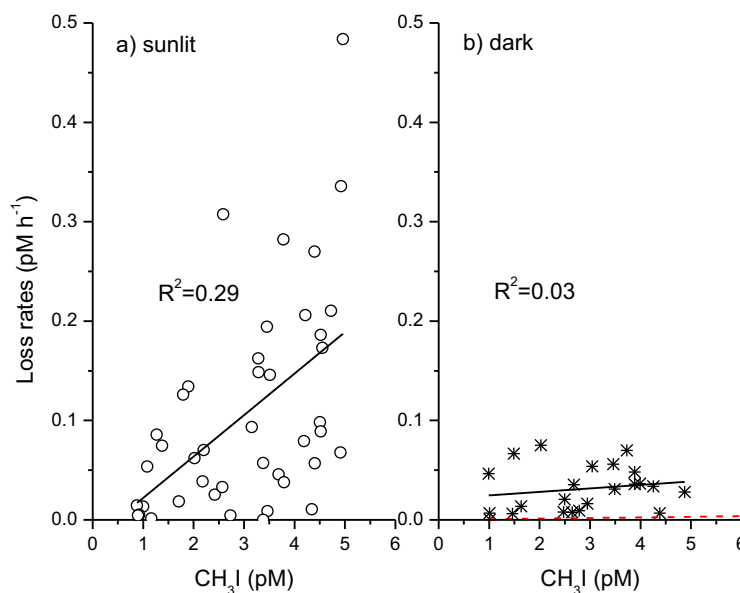 a) sunlit
b) dark
Loss rates (pM h⁻¹)
0.5
0.4
0.3
0.2
0.1
0.0
R²=0.29
0 1 2 3 4 5 6
CH₃I (pM)
0.5
0.4
0.3
0.2
0.1
0.0
R²=0.03
0 1 2 3 4 5 6
CH₃I (pM)